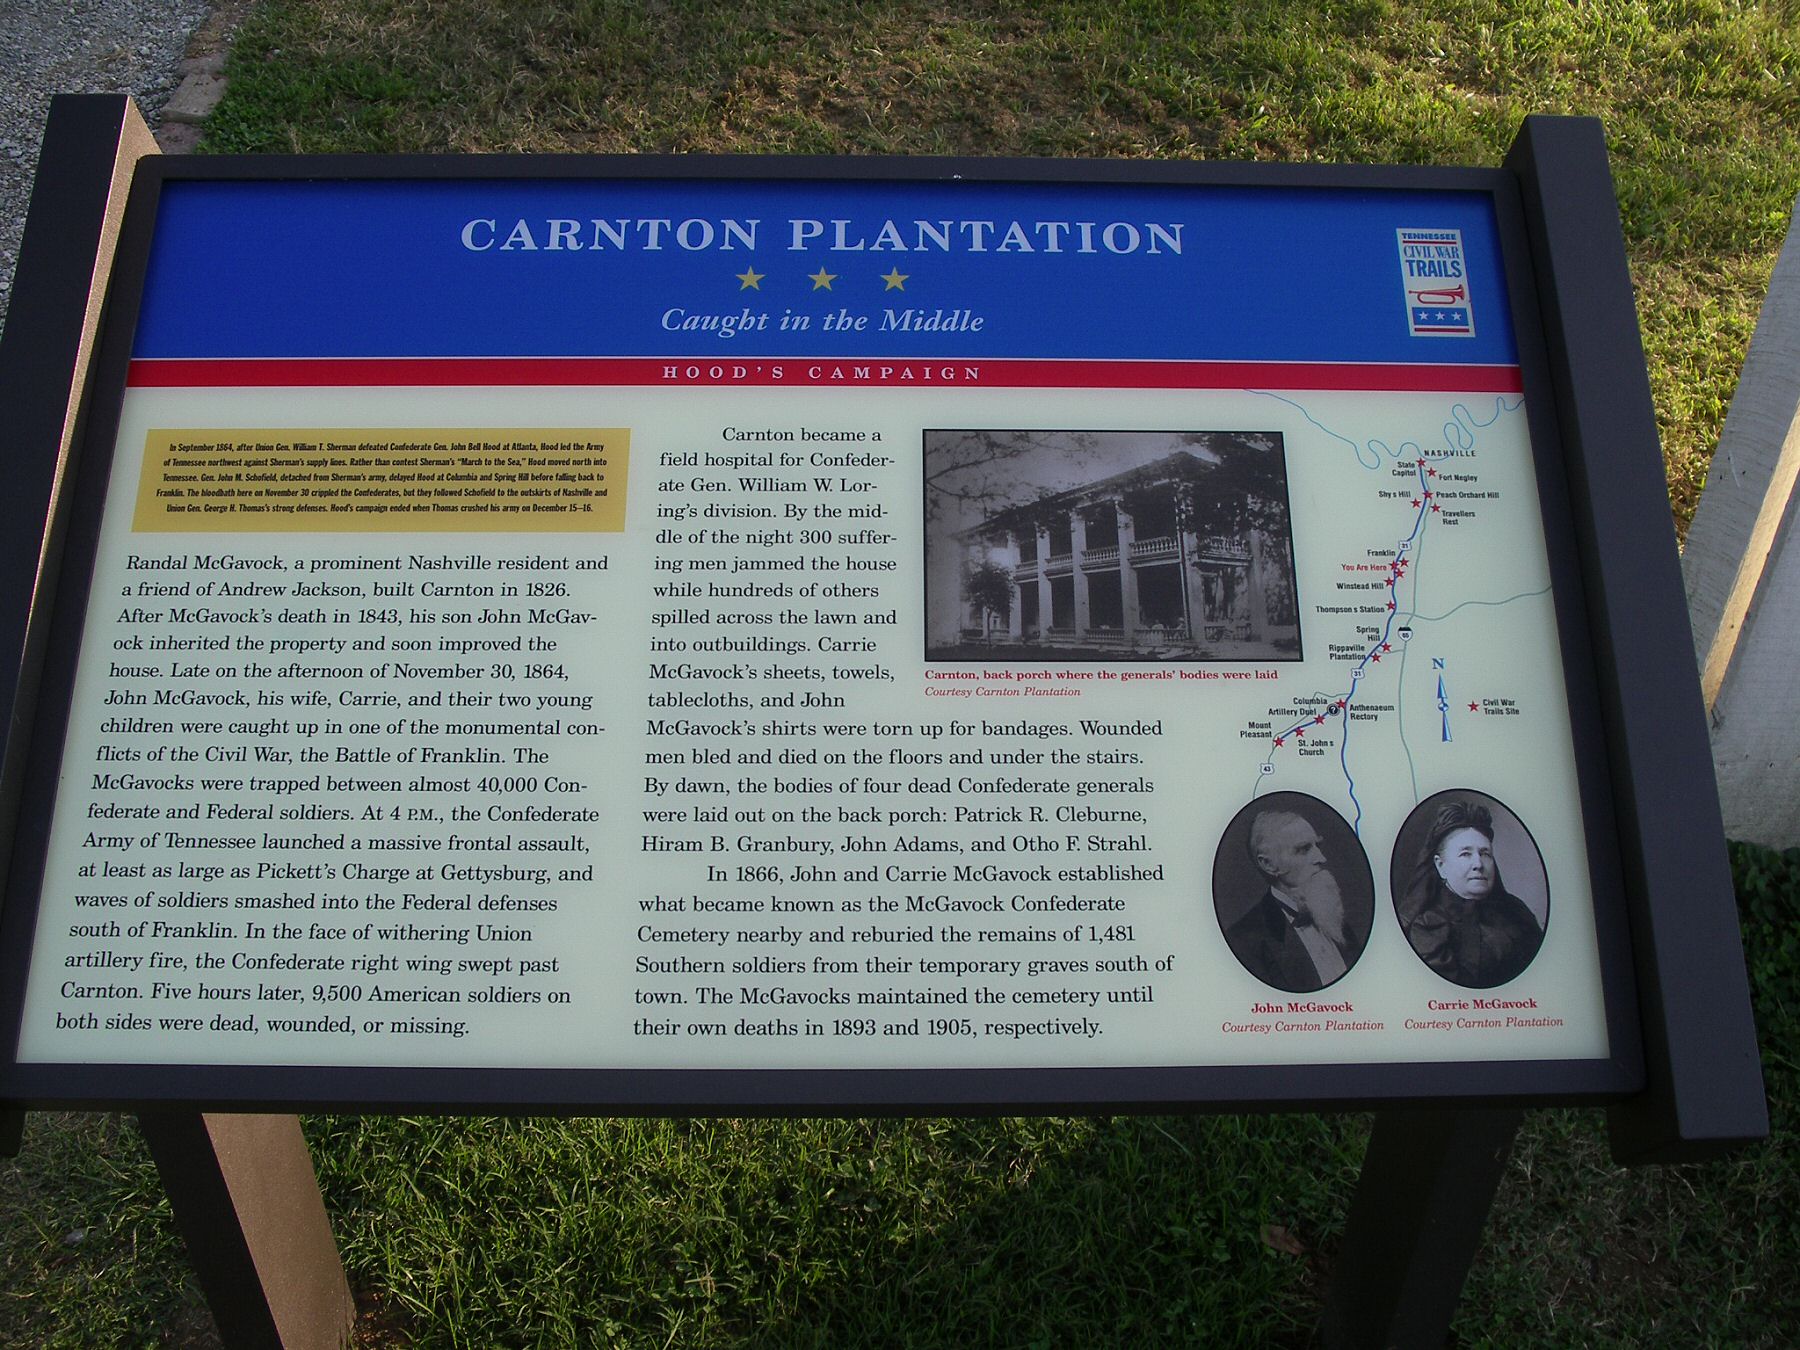 CARNTON PLANTATION
Caught in the Middle
HOOD'S CAMPAIGN
TENNESSEE
CIVIL WAR
TRAILS
In September 1864, after Union Gen. William T. Sherman defeated Confederate Gen. John Bell Hood at Atlanta, Hood led the Army
of Tennessee northwest against Sherman's supply lines. Rather than contest Sherman's "March to the Sea," Hood moved north into
Tennessee. Gen. John M. Schofield, detached from Sherman's army, delayed Hood at Columbia and Spring Hill before falling back to
Franklin. The bloodbath here on November 30 crippled the Confederates, but they followed Schofield to the outskirts of Nashville and
Union Gen. George H. Thomas's strong defenses. Hood's campaign ended when Thomas crushed his army on December 15–16.
Randal McGavock, a prominent Nashville resident and
a friend of Andrew Jackson, built Carnton in 1826.
After McGavock's death in 1843, his son John McGav-
ock inherited the property and soon improved the
house. Late on the afternoon of November 30, 1864,
John McGavock, his wife, Carrie, and their two young
children were caught up in one of the monumental con-
flicts of the Civil War, the Battle of Franklin. The
McGavocks were trapped between almost 40,000 Con-
federate and Federal soldiers. At 4 P.M., the Confederate
Army of Tennessee launched a massive frontal assault,
at least as large as Pickett's Charge at Gettysburg, and
waves of soldiers smashed into the Federal defenses
south of Franklin. In the face of withering Union
artillery fire, the Confederate right wing swept past
Carnton. Five hours later, 9,500 American soldiers on
both sides were dead, wounded, or missing.
Carnton became a
field hospital for Confeder-
ate Gen. William W. Lor-
ing's division. By the mid-
dle of the night 300 suffer-
ing men jammed the house
while hundreds of others
spilled across the lawn and
into outbuildings. Carrie
McGavock's sheets, towels,
tablecloths, and John
McGavock's shirts were torn up for bandages. Wounded
men bled and died on the floors and under the stairs.
By dawn, the bodies of four dead Confederate generals
were laid out on the back porch: Patrick R. Cleburne,
Hiram B. Granbury, John Adams, and Otho F. Strahl.
In 1866, John and Carrie McGavock established
what became known as the McGavock Confederate
Cemetery nearby and reburied the remains of 1,481
Southern soldiers from their temporary graves south of
town. The McGavocks maintained the cemetery until
their own deaths in 1893 and 1905, respectively.
Carnton, back porch where the generals' bodies were laid
Courtesy Carnton Plantation
NASHVILLE
State
Capitol
Fort Negley
Shy's Hill
Peach Orchard Hill
Travellers
Rest
31
Franklin
You Are Here
Winstead Hill
Thompson's Station
Spring
Hill
65
Rippavilla
Plantation
31
N
Columbia
Artillery Duel
Anthenaeum
Rectory
Mount
Pleasant
St. John's
Church
43
Civil War
Trails Site
John McGavock
Courtesy Carnton Plantation
Carrie McGavock
Courtesy Carnton Plantation